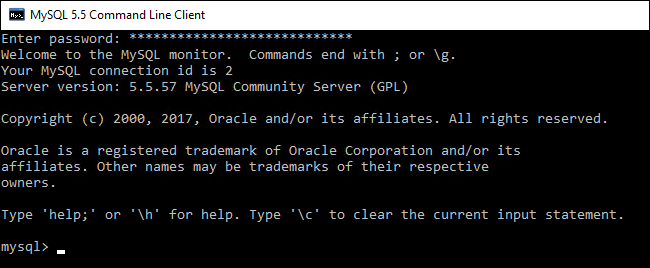 MySQL 5.5 Command Line Client
Enter password: ****************************
Welcome to the MySQL monitor.  Commands end with ; or \g.
Your MySQL connection id is 2
Server version: 5.5.57 MySQL Community Server (GPL)
Copyright (c) 2000, 2017, Oracle and/or its affiliates. All rights reserved.
Oracle is a registered trademark of Oracle Corporation and/or its
affiliates. Other names may be trademarks of their respective
owners.
Type 'help;' or '\h' for help. Type '\c' to clear the current input statement.
mysql> _